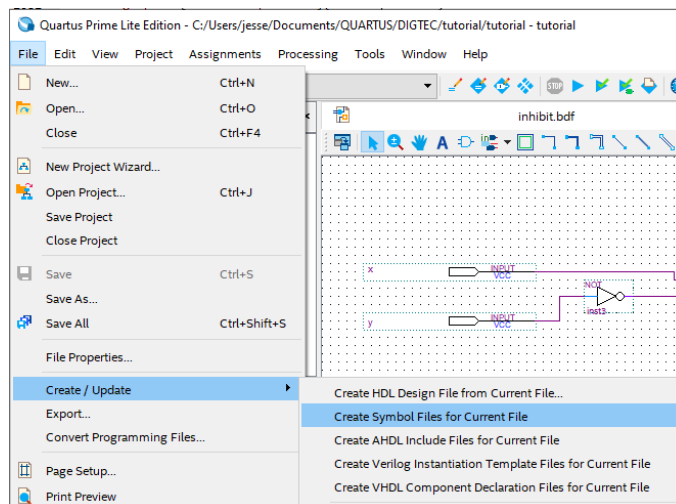 Quartus Prime Lite Edition - C:/Users/jesse/Documents/QUARTUS/DIGTEC/tutorial/tutorial - tutorial
File Edit View Project Assignments Processing Tools Window Help
New... Ctrl+N
Open... Ctrl+O
Close Ctrl+F4
New Project Wizard...
Open Project... Ctrl+J
Save Project
Close Project
Save Ctrl+S
Save As...
Save All Ctrl+Shift+S
File Properties...
Create / Update
Export...
Convert Programming Files...
Page Setup...
Print Preview
STOP
inhibit.bdf
A
x INPUT
VCC
NOT
inst3
y INPUT
VCC
Create HDL Design File from Current File...
Create Symbol Files for Current File
Create AHDL Include Files for Current File
Create Verilog Instantiation Template Files for Current File
Create VHDL Component Declaration Files for Current File